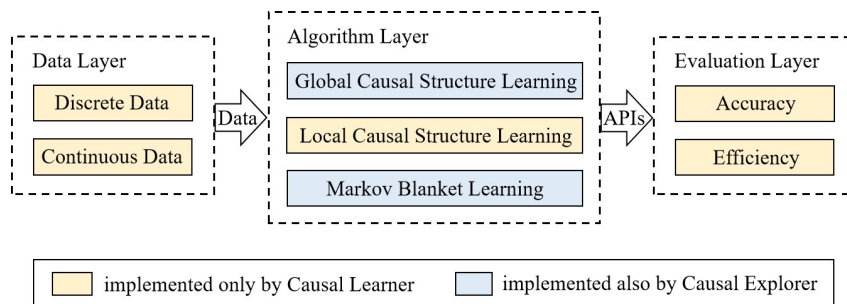 Data Layer
Discrete Data
Continuous Data
Data
Algorithm Layer
Global Causal Structure Learning
Local Causal Structure Learning
Markov Blanket Learning
APIs
Evaluation Layer
Accuracy
Efficiency
implemented only by Causal Learner
implemented also by Causal Explorer